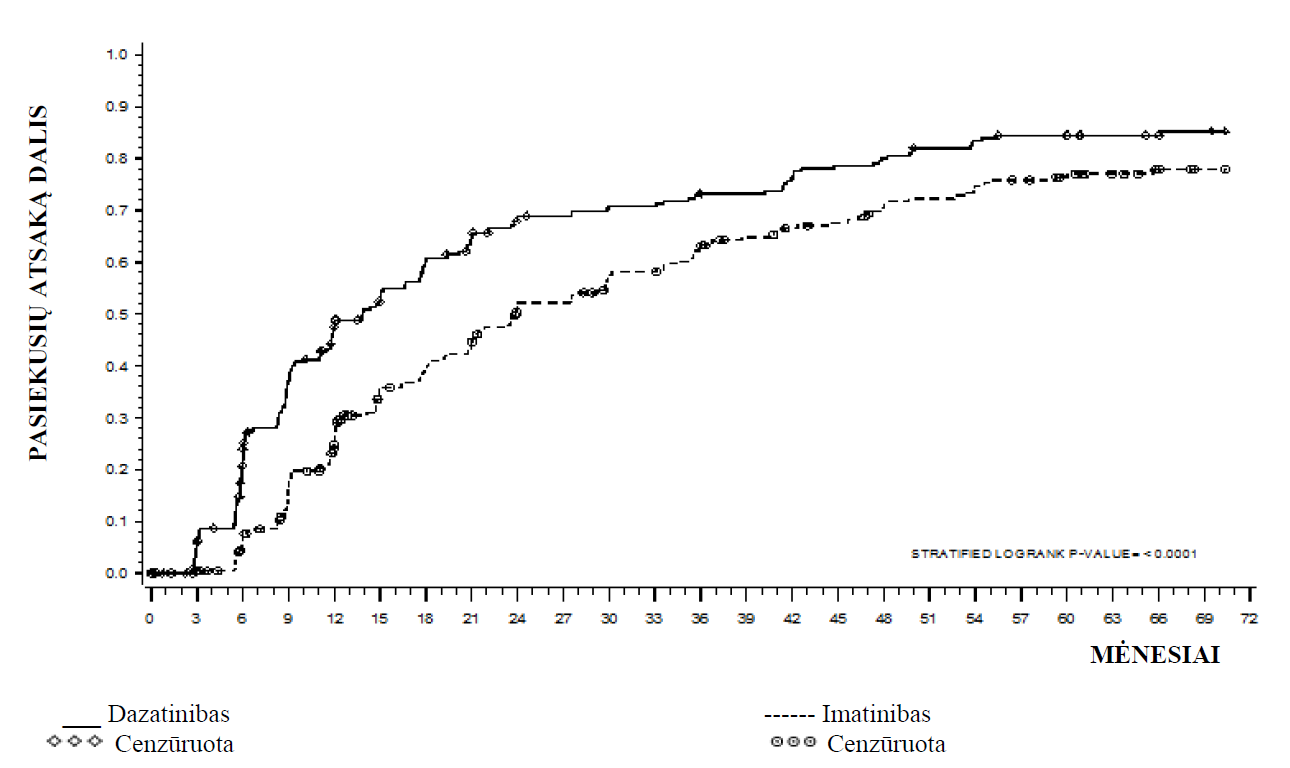 PASIEKUSIŲ ATSAKĄ DALIS
1.0
0.9
0.8
0.7
0.6
0.5
0.4
0.3
0.2
0.1
0.0
STRATIFIED LOGRANK P-VALUE = < 0.0001
0 3 6 9 12 15 18 21 24 27 30 33 36 39 42 45 48 51 54 57 60 63 66 69 72
MĖNESIAI
Dazatinibas
Imatinibas
Cenzūruota
Cenzūruota